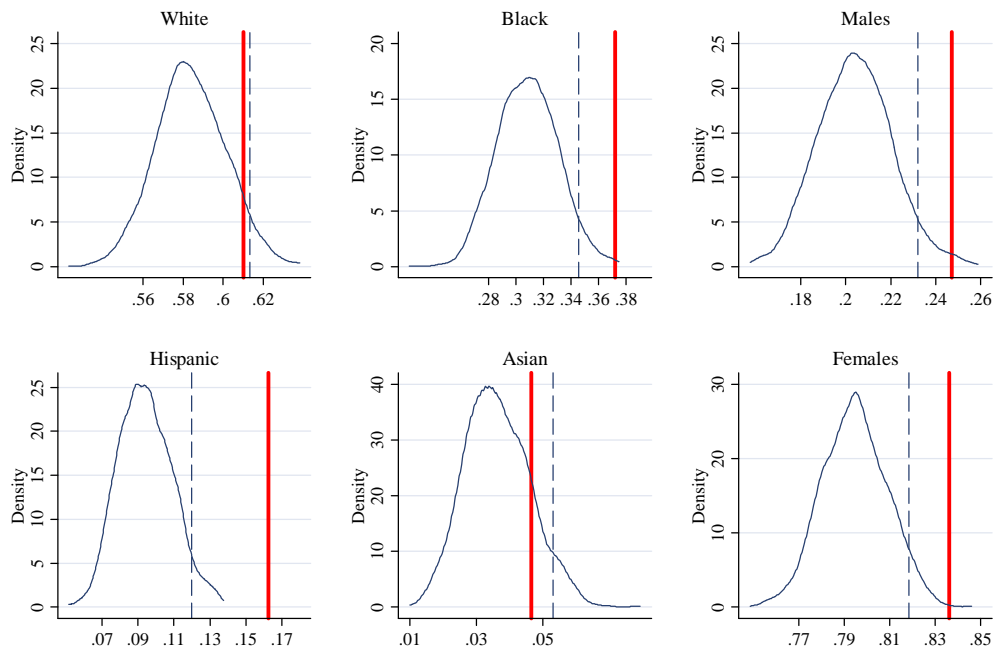 White
Density
0 5 10 15 20 25
.56 .58 .6 .62
Black
Density
0 5 10 15 20
.28 .3 .32 .34 .36 .38
Males
Density
0 5 10 15 20 25
.18 .2 .22 .24 .26
Hispanic
Density
0 5 10 15 20 25
.07 .09 .11 .13 .15 .17
Asian
Density
0 10 20 30 40
.01 .03 .05
Females
Density
0 10 20 30
.77 .79 .81 .83 .85